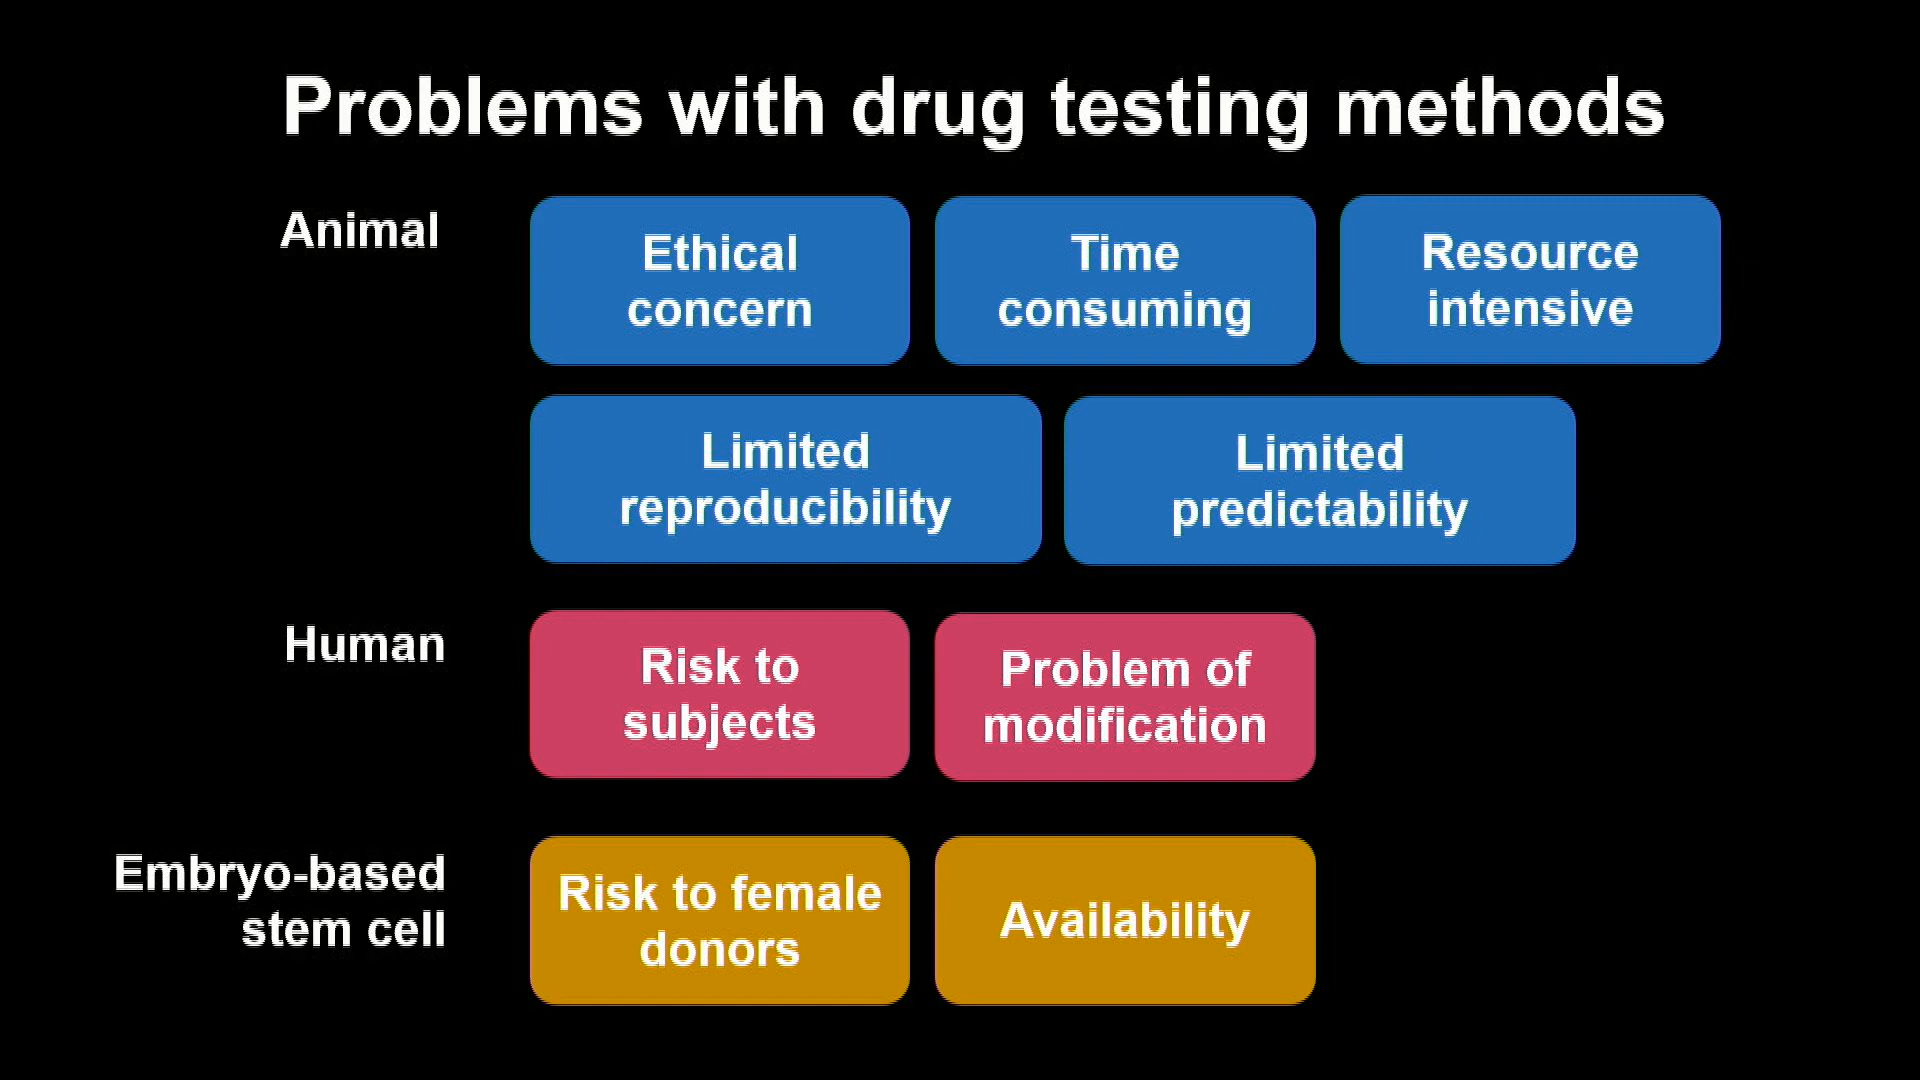 Problems with drug testing methods
Animal
Ethical
concern
Time
consuming
Resource
intensive
Limited
reproducibility
Limited
predictability
Human
Risk to
subjects
Problem of
modification
Embryo-based
stem cell
Risk to female
donors
Availability